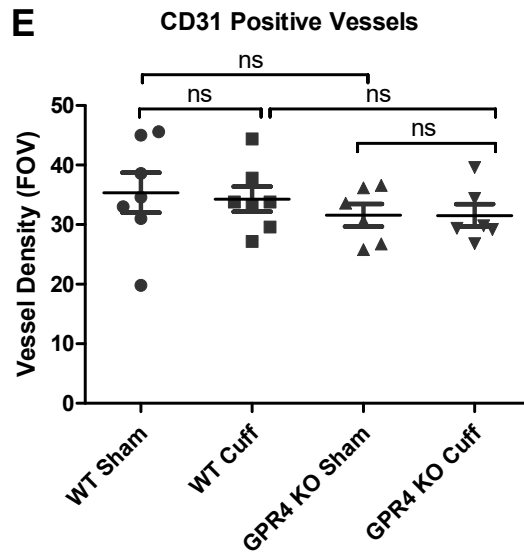 E
CD31 Positive Vessels
ns
ns
ns
ns
Vessel Density (FOV)
50
40
30
20
10
0
WT Sham
WT Cuff
GPR4 KO Sham
GPR4 KO Cuff